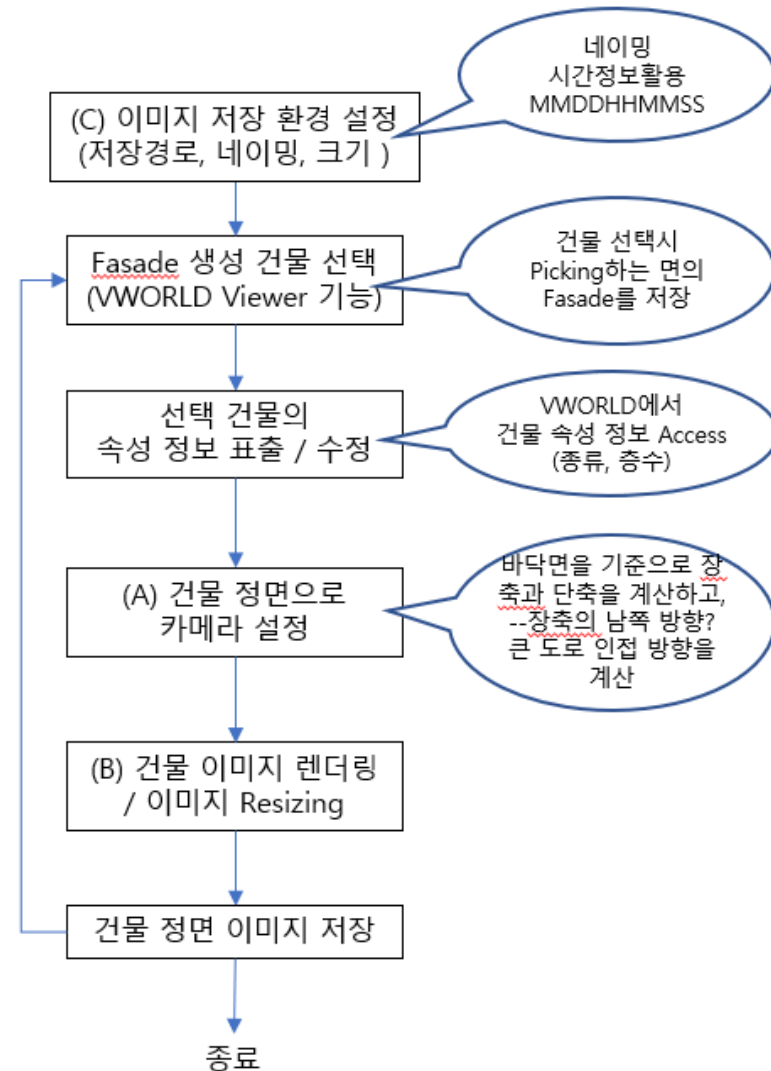 네이밍
시간정보활용
MMDDHHMMSS
(C) 이미지 저장 환경 설정
(저장경로, 네이밍, 크기 )
Fasade 생성 건물 선택
(VWORLD Viewer 기능)
건물 선택시
Picking하는 면의
Fasade를 저장
선택 건물의
속성 정보 표출 / 수정
VWORLD에서
건물 속성 정보 Access
(종류, 층수)
(A) 건물 정면으로
카메라 설정
바닥면을 기준으로 장
축과 단축을 계산하고,
--장축의 남쪽 방향?
큰 도로 인접 방향을
계산
(B) 건물 이미지 렌더링
/ 이미지 Resizing
건물 정면 이미지 저장
종료